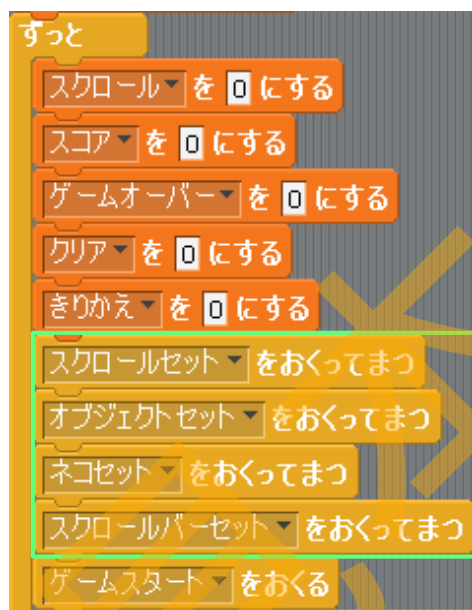 ずっと
スクロール を 0 にする
スコア を 0 にする
ゲームオーバー を 0 にする
クリア を 0 にする
きりかえ を 0 にする
スクロールセット をおくってまつ
オブジェクトセット をおくってまつ
ネコセット をおくってまつ
スクロールバーセット をおくってまつ
ゲームスタート をおくる